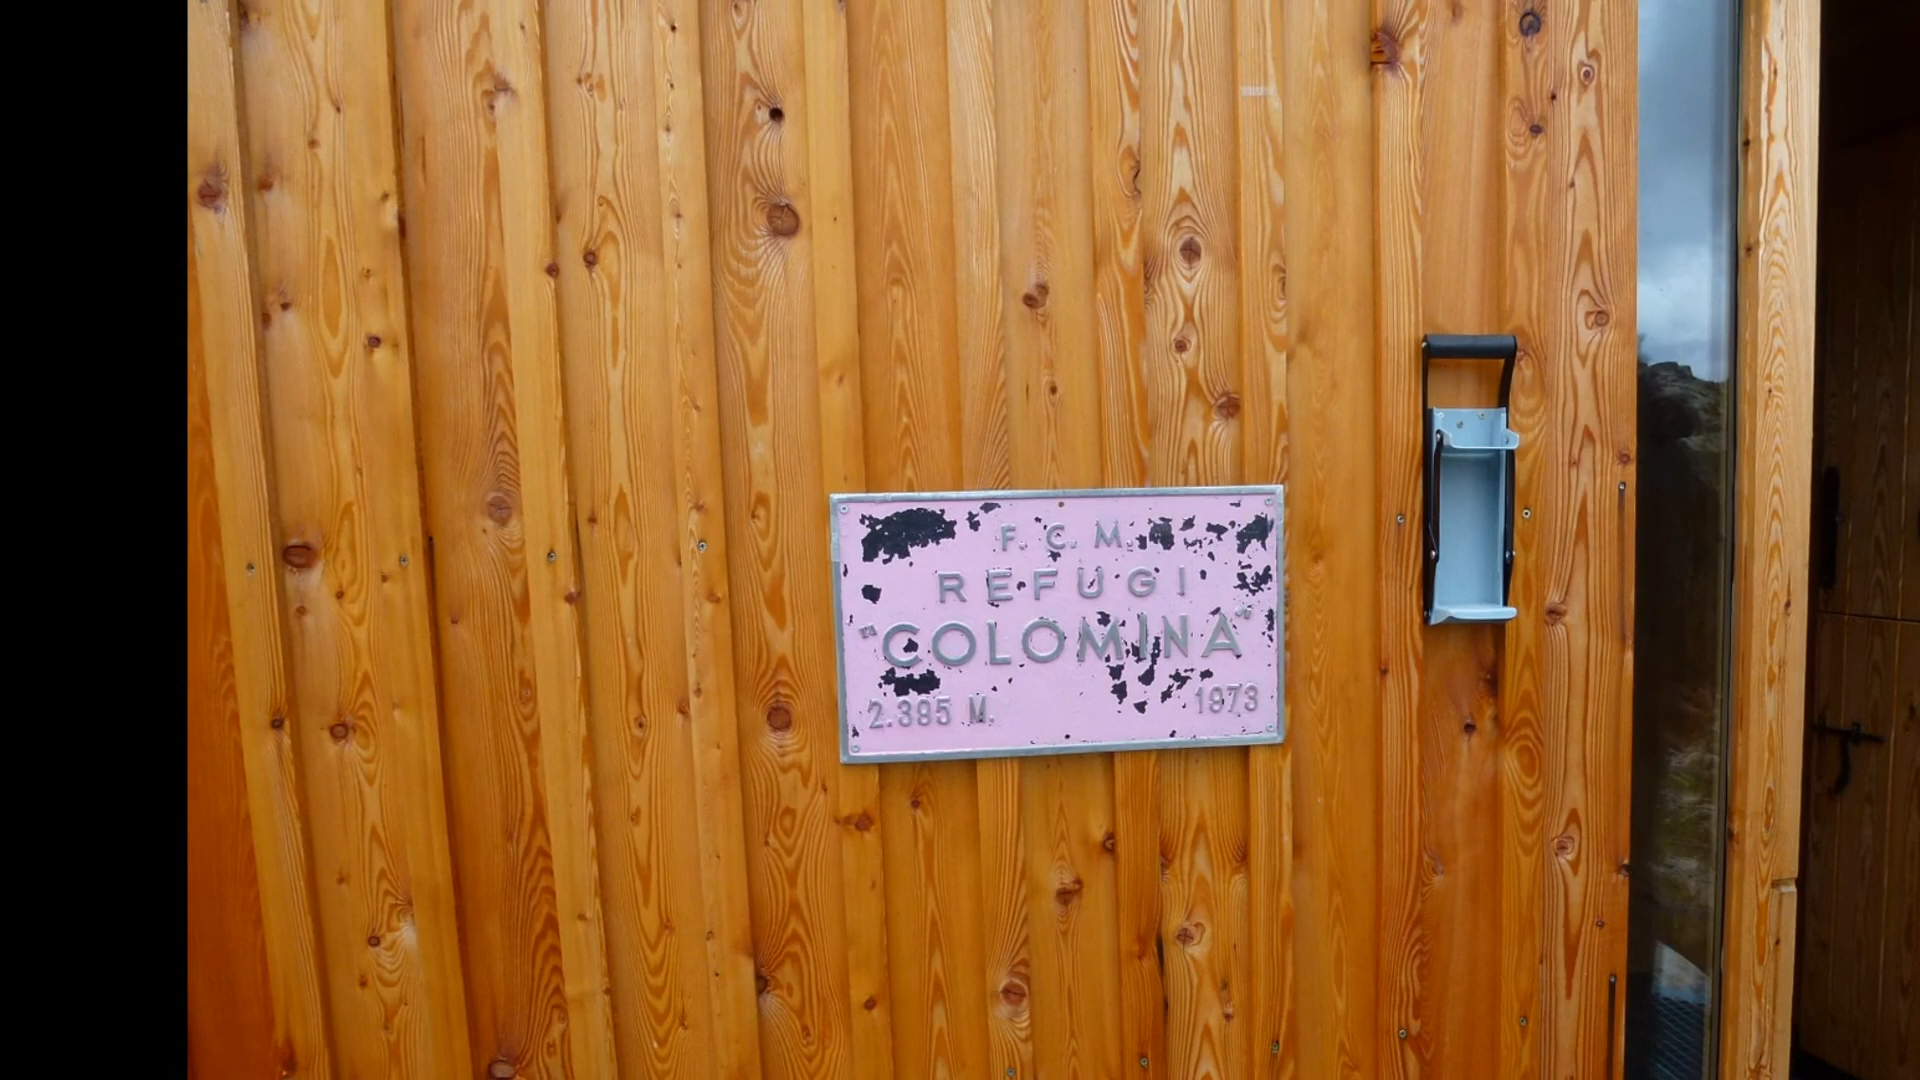 F. C. M.
REFUGI
"COLOMINA"
2.395 M. 1973